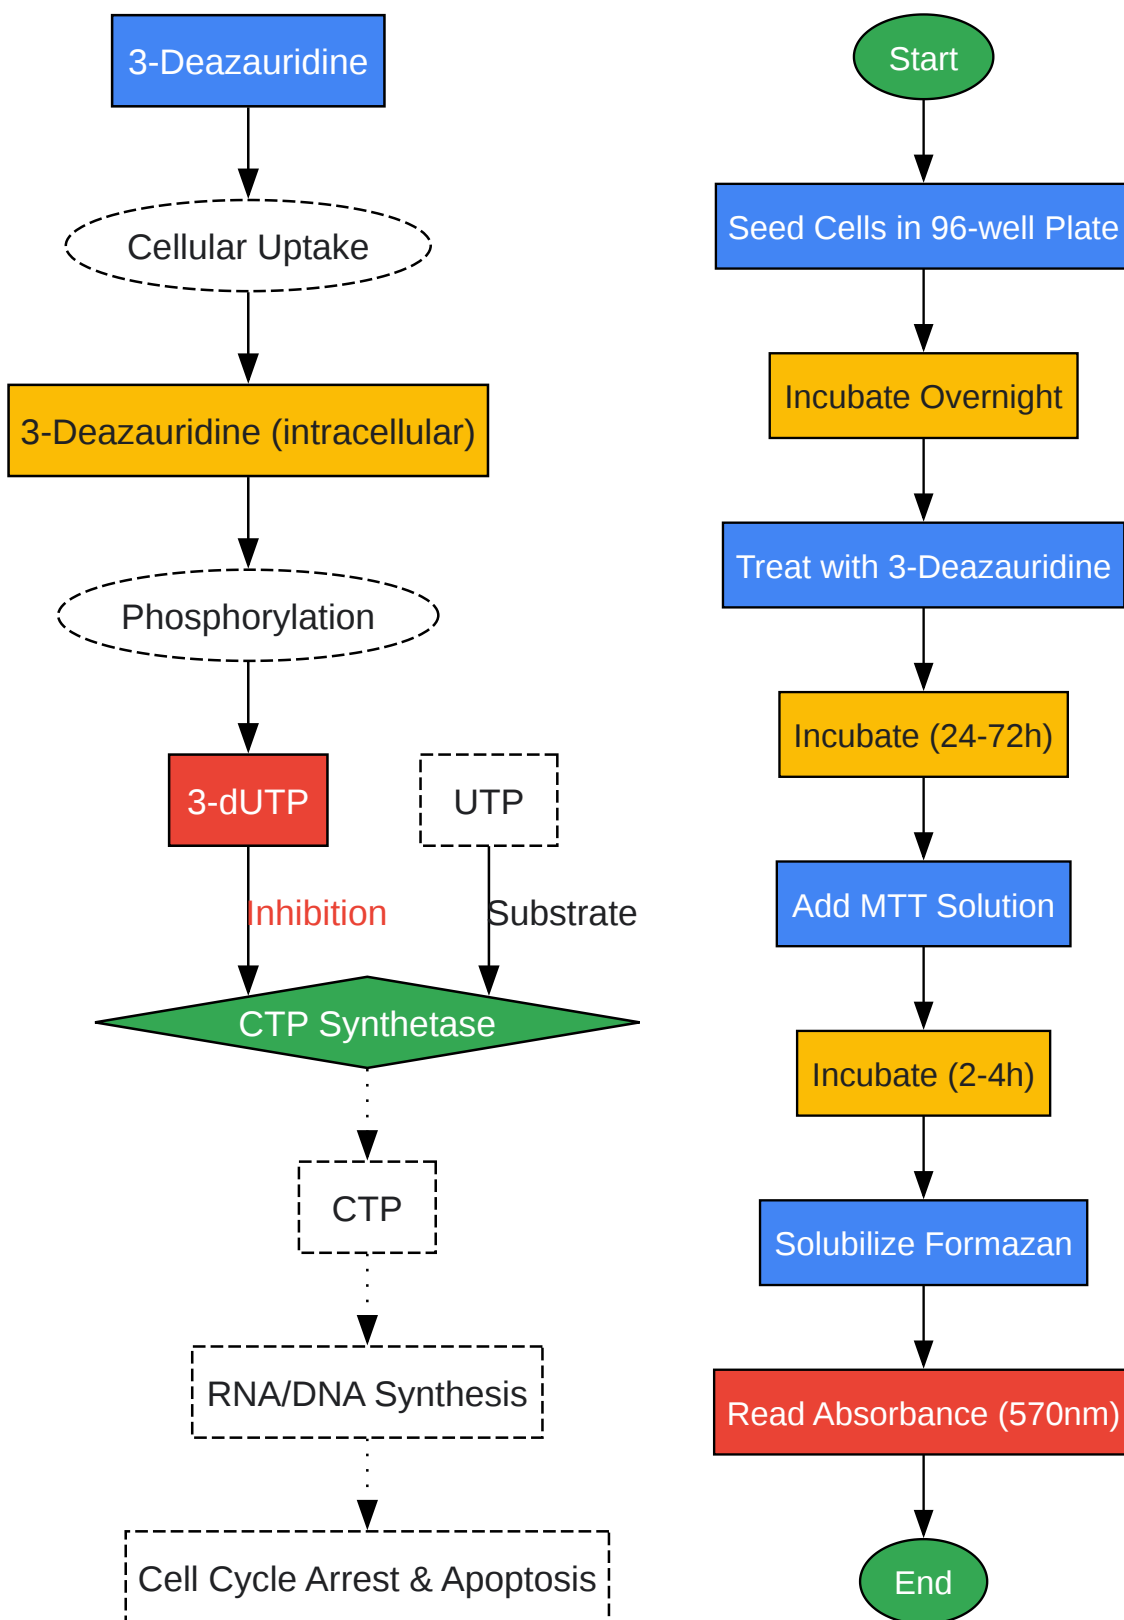 3-Deazauridine
Cellular Uptake
3-Deazauridine (intracellular)
Phosphorylation
3-dUTP
UTP
Inhibition
Substrate
CTP Synthetase
CTP
RNA/DNA Synthesis
Cell Cycle Arrest & Apoptosis
Start
Seed Cells in 96-well Plate
Incubate Overnight
Treat with 3-Deazauridine
Incubate (24-72h)
Add MTT Solution
Incubate (2-4h)
Solubilize Formazan
Read Absorbance (570nm)
End